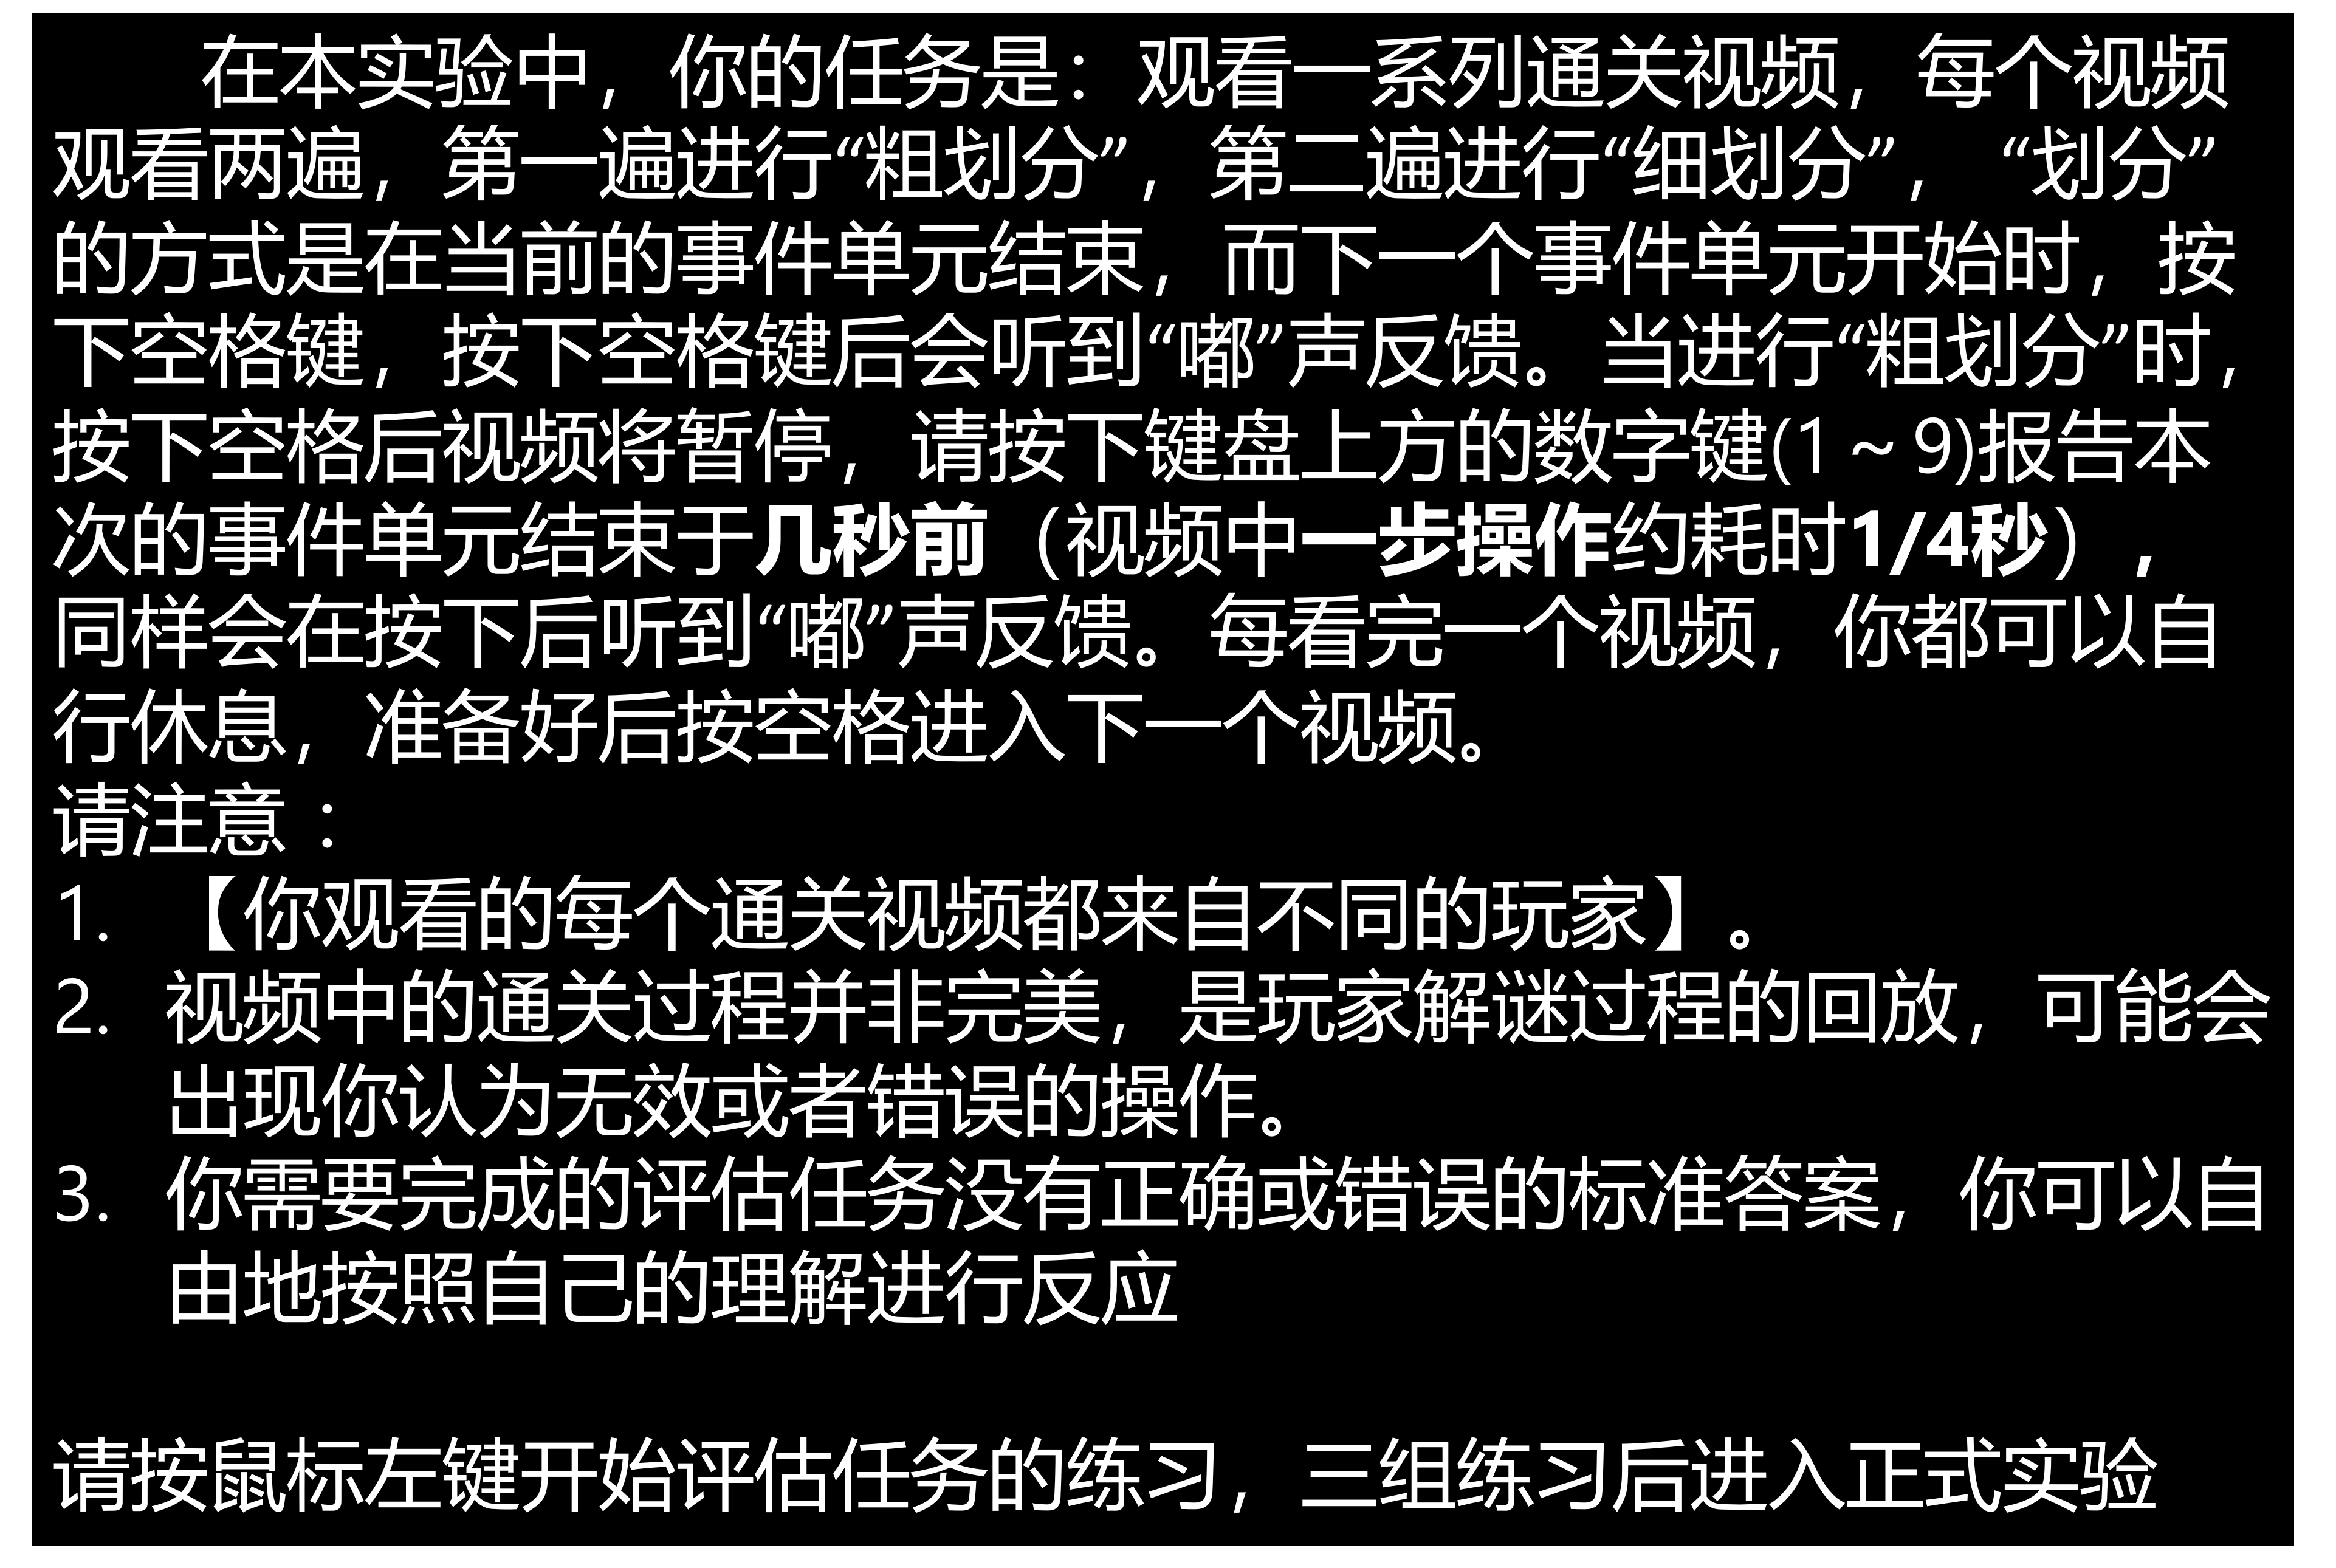 在本实验中，你的任务是：观看一系列通关视频，每个视频
观看两遍，第一遍进行“粗划分”，第二遍进行“细划分”， “划分”
的方式是在当前的事件单元结束，而下一个事件单元开始时，按
下空格键，按下空格键后会听到“嘟”声反馈。当进行“粗划分”时，
按下空格后视频将暂停，请按下键盘上方的数字键(1 ~ 9)报告本
次的事件单元结束于几秒前（视频中一步操作约耗时1/4秒），
同样会在按下后听到“嘟”声反馈。每看完一个视频，你都可以自
行休息，准备好后按空格进入下一个视频。
请注意：
1. 【你观看的每个通关视频都来自不同的玩家】。
2. 视频中的通关过程并非完美，是玩家解谜过程的回放，可能会
出现你认为无效或者错误的操作。
3. 你需要完成的评估任务没有正确或错误的标准答案，你可以自
由地按照自己的理解进行反应
请按鼠标左键开始评估任务的练习，三组练习后进入正式实验